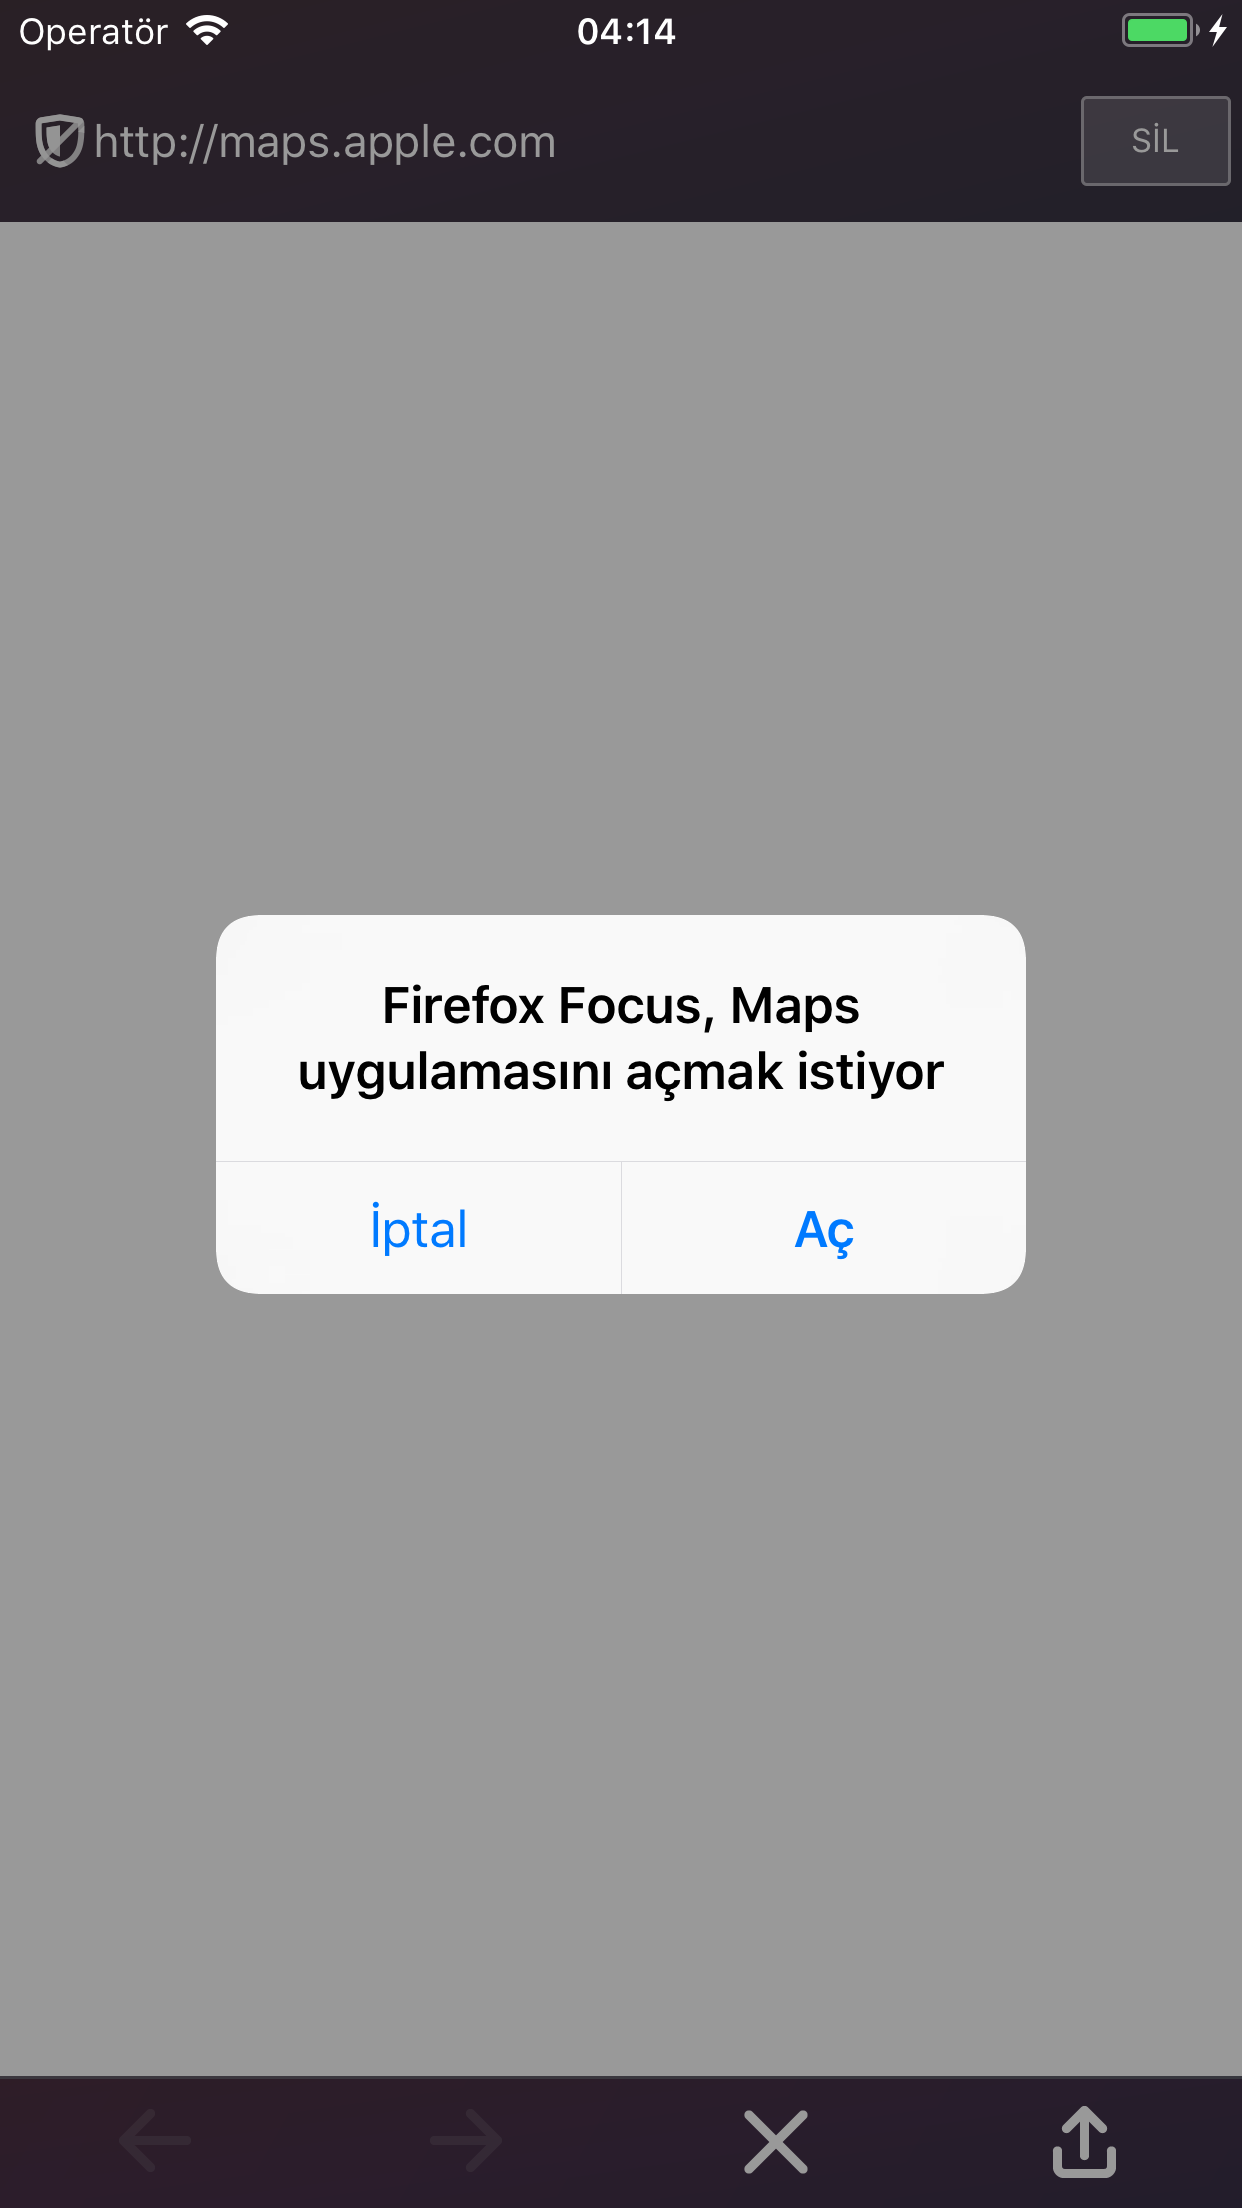 Operatör
04:14
http://maps.apple.com
SİL
Firefox Focus, Maps
uygulamasını açmak istiyor
İptal
Aç